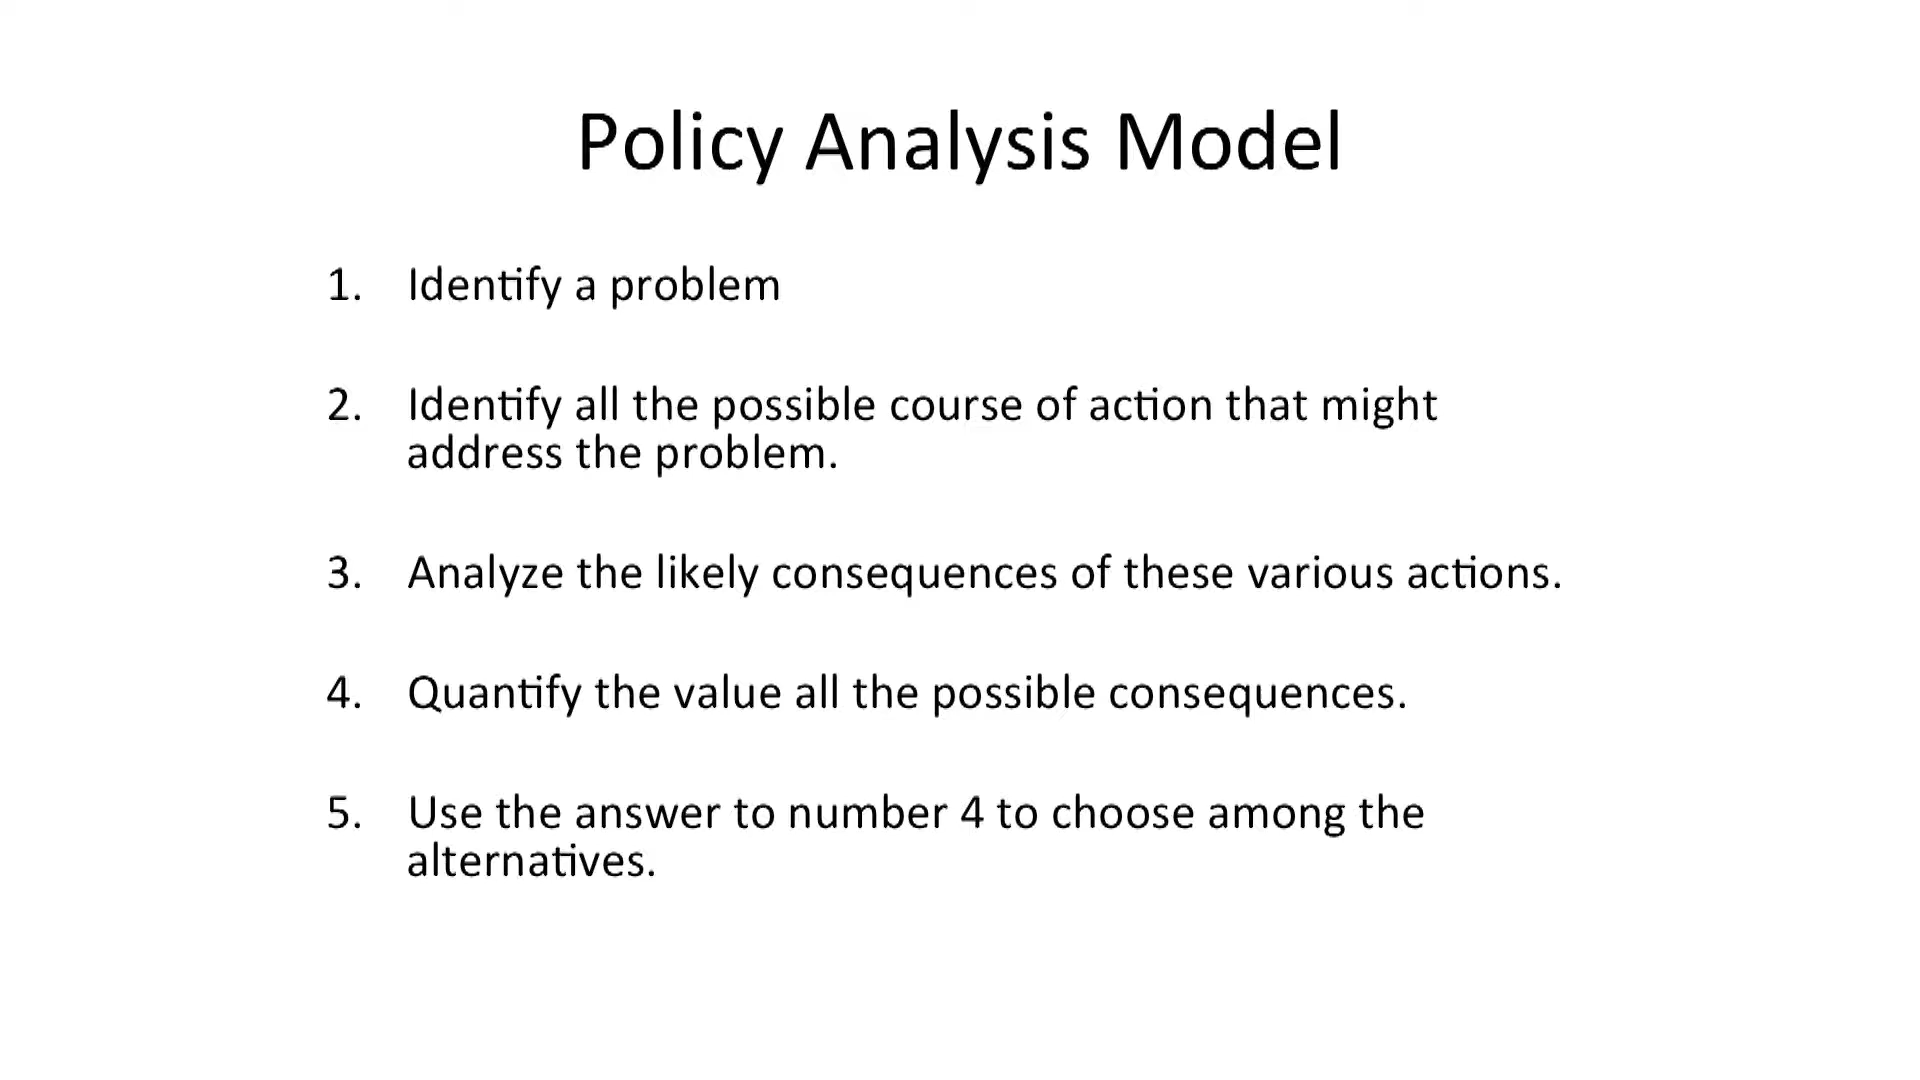 Policy Analysis Model
1. Identify a problem
2. Identify all the possible course of action that might
address the problem.
3. Analyze the likely consequences of these various actions.
4. Quantify the value all the possible consequences.
5. Use the answer to number 4 to choose among the
alternatives.